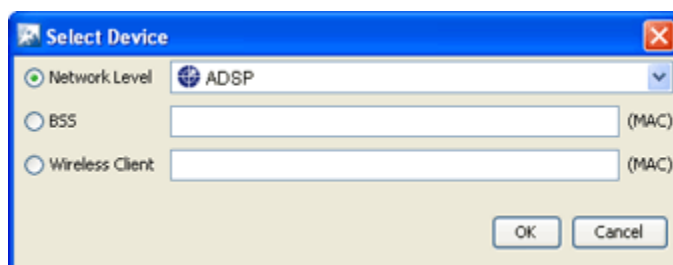 Select Device
Network Level ADSP
BSS (MAC)
Wireless Client (MAC)
OK Cancel